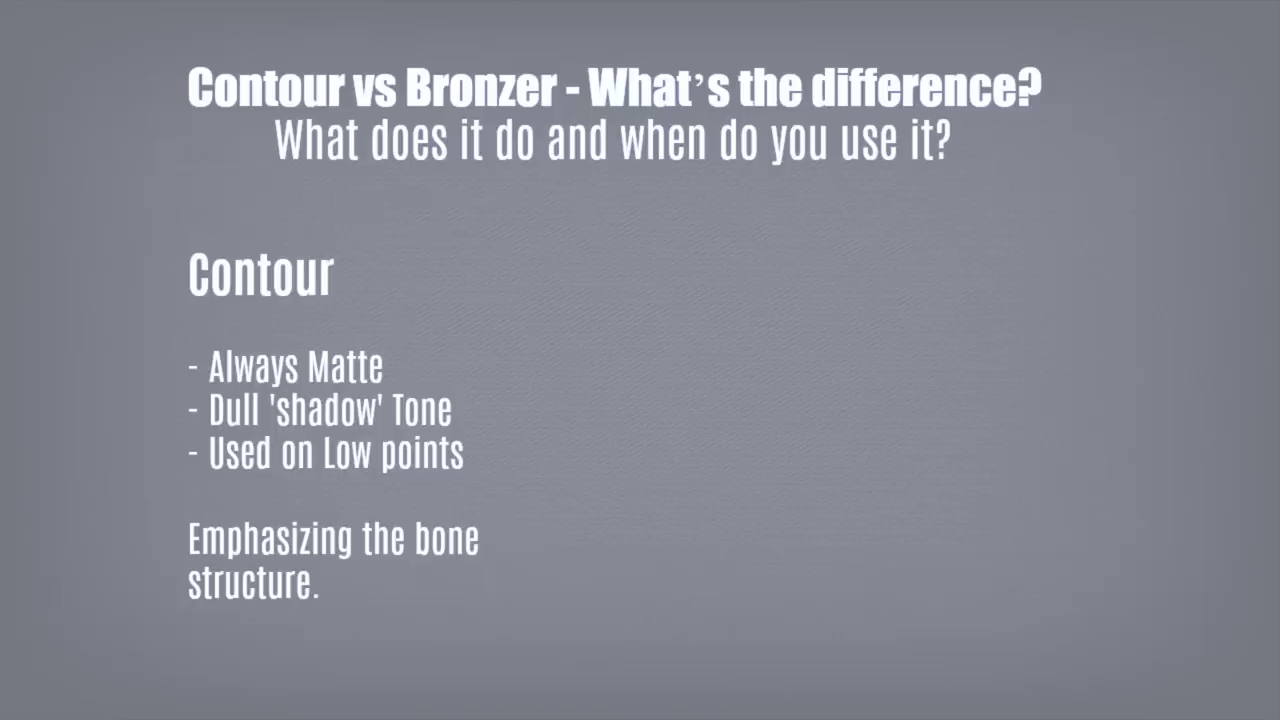 Contour vs Bronzer - What’s the difference?
What does it do and when do you use it?
Contour
- Always Matte
- Dull 'shadow' Tone
- Used on Low points
Emphasizing the bone
structure.